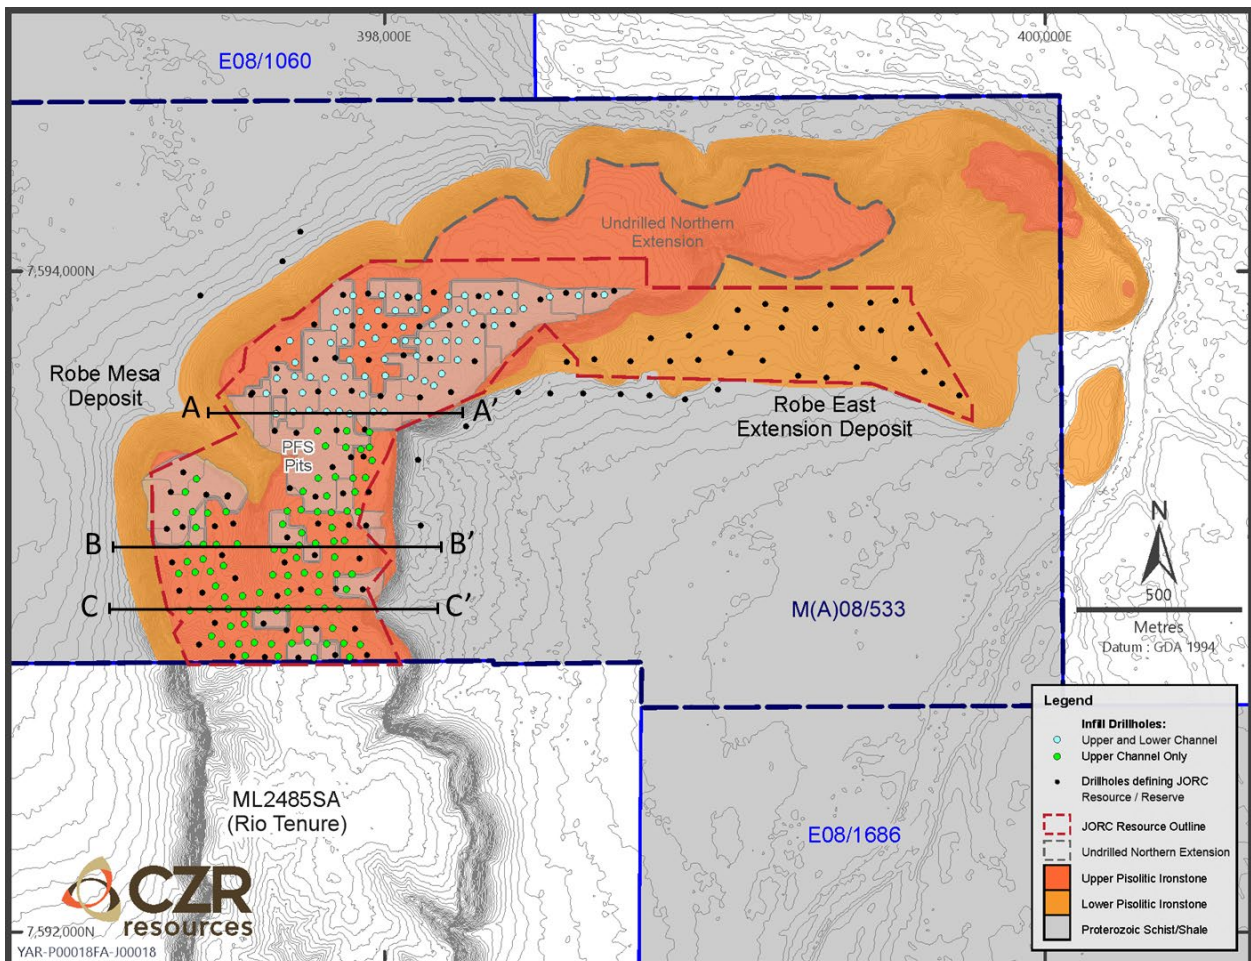 398,000E
400,000E
E08/1060
Undrilled Northern
Extension
7,594,000N
Robe Mesa
Deposit
A
A'
Robe East
Extension Deposit
PFS
Pits
B
B'
N
C
C'
500
Metres
Datum : GDA 1994
M(A)08/533
ML2485SA
(Rio Tenure)
E08/1686
Legend
Infill Drillholes:
Upper and Lower Channel
Upper Channel Only
Drillholes defining JORC
Resource / Reserve
JORC Resource Outline
Undrilled Northern Extension
Upper Pisolitic Ironstone
Lower Pisolitic Ironstone
Proterozoic Schist/Shale
CZR
resources
7,592,000N
YAR-P00018FA-J00018